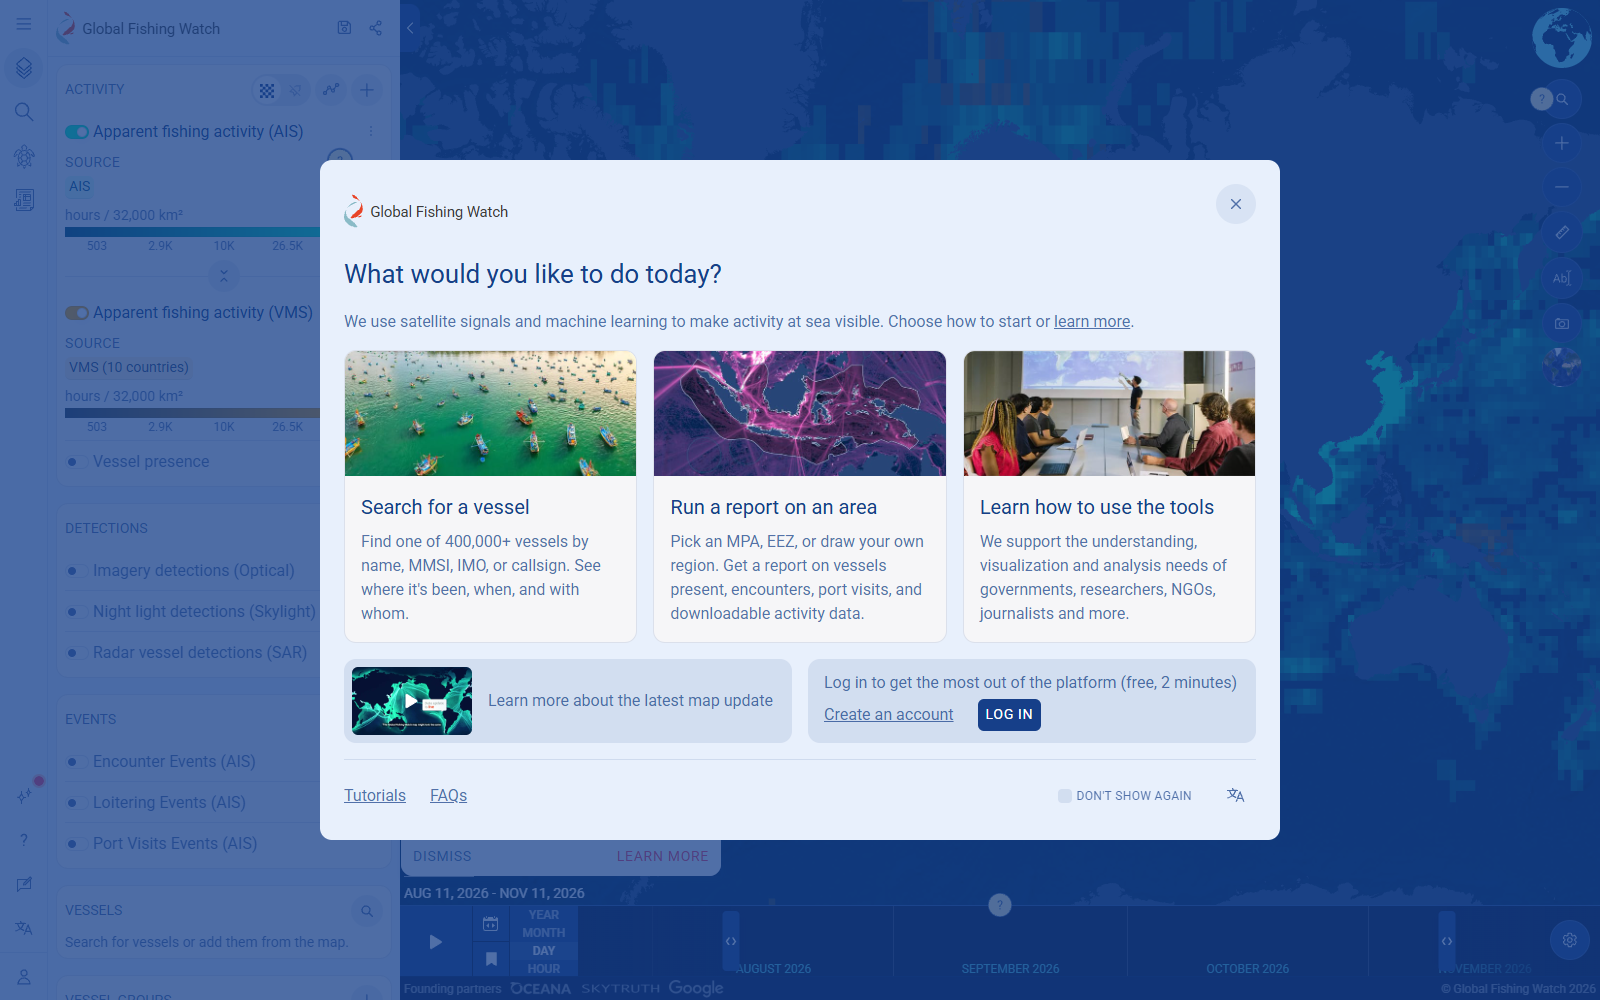 Global Fishing Watch
ACTIVITY
Apparent fishing activity (AIS)
SOURCE
AIS
hours / 32,000 km²
503 2.9K 10K 26.5K
Apparent fishing activity (VMS)
SOURCE
VMS (10 countries)
hours / 32,000 km²
503 2.9K 10K 26.5K
Vessel presence
DETECTIONS
Imagery detections (Optical)
Night light detections (Skylight)
Radar vessel detections (SAR)
EVENTS
Encounter Events (AIS)
Loitering Events (AIS)
Port Visits Events (AIS)
VESSELS
Search for vessels or add them from the map.
VESSEL GROUPS
Global Fishing Watch
What would you like to do today?
We use satellite signals and machine learning to make activity at sea visible. Choose how to start or learn more.
Search for a vessel
Find one of 400,000+ vessels by
name, MMSI, IMO, or callsign. See
where it's been, when, and with
whom.
Run a report on an area
Pick an MPA, EEZ, or draw your own
region. Get a report on vessels
present, encounters, port visits, and
downloadable activity data.
Learn how to use the tools
We support the understanding,
visualization and analysis needs of
governments, researchers, NGOs,
journalists and more.
Learn more about the latest map update
Log in to get the most out of the platform (free, 2 minutes)
Create an account LOG IN
Tutorials FAQs
DON'T SHOW AGAIN
DISMISS LEARN MORE
AUG 11, 2026 - NOV 11, 2026
YEAR
MONTH
DAY
HOUR
AUGUST 2026 SEPTEMBER 2026 OCTOBER 2026 NOVEMBER 2026
Founding partners OCEANA SKYTRUTH Google
© Global Fishing Watch 2026
? 
Ab
?
?